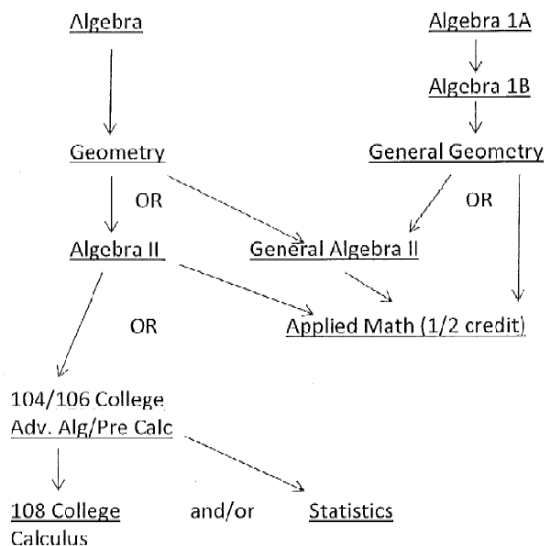 Algebra
Algebra 1A
Algebra 1B
Geometry
General Geometry
OR
OR
Algebra II
General Algebra II
OR
Applied Math (1/2 credit)
104/106 College
Adv. Alg/Pre Calc
108 College
and/or
Statistics
Calculus